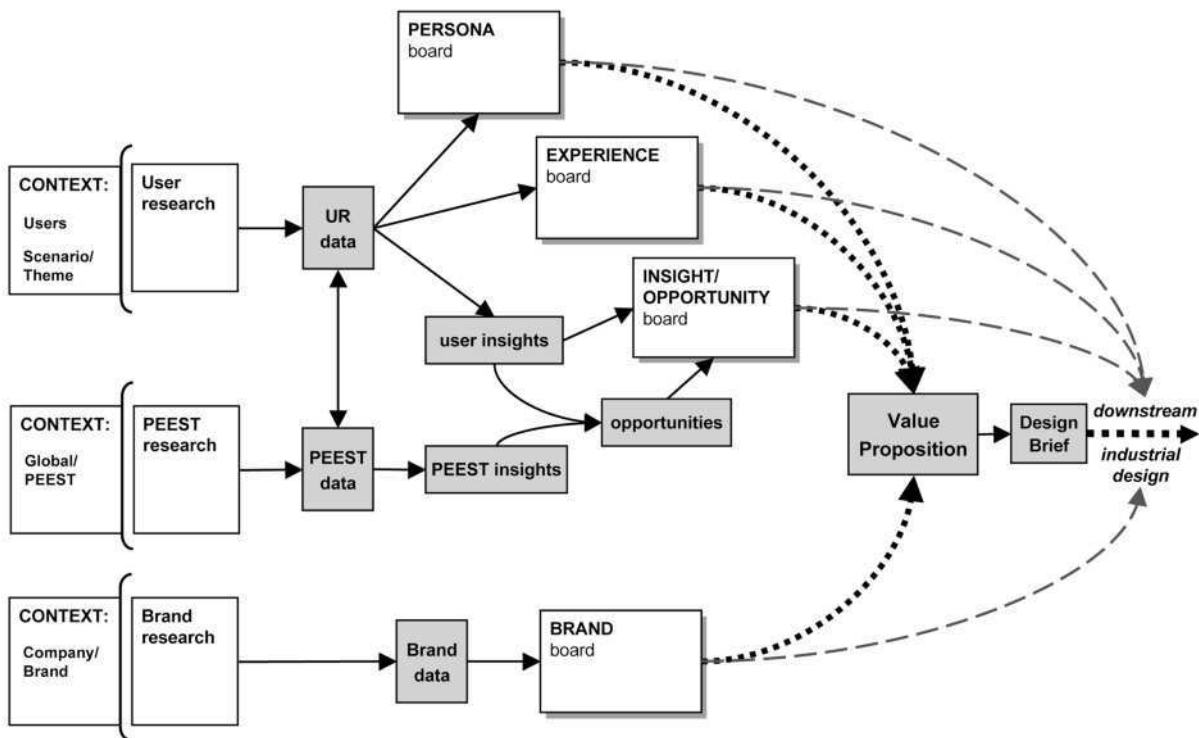 PERSONA
board
EXPERIENCE
board
CONTEXT:
Users
Scenario/
Theme
User
research
UR
data
INSIGHT/
OPPORTUNITY
board
user insights
CONTEXT:
Global/
PEEST
PEEST
research
PEEST
data
PEEST insights
opportunities
Value
Proposition
Design
Brief
downstream
industrial
design
CONTEXT:
Company/
Brand
Brand
research
Brand
data
BRAND
board